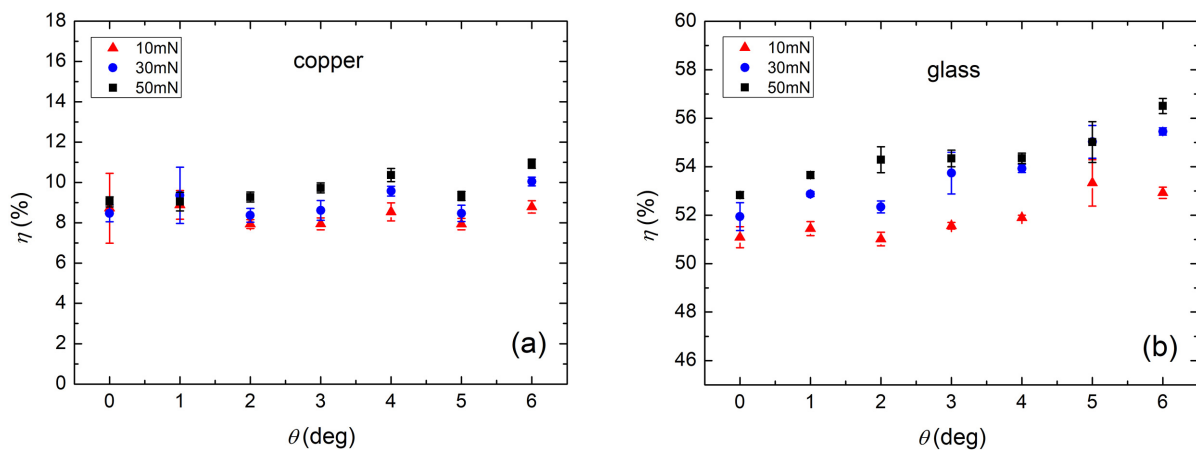 18
16
14
12
10
8
6
4
2
0
η (%)
10mN
30mN
50mN
copper
(a)
0 1 2 3 4 5 6
θ (deg)
60
58
56
54
52
50
48
46
η (%)
10mN
30mN
50mN
glass
(b)
0 1 2 3 4 5 6
θ (deg)